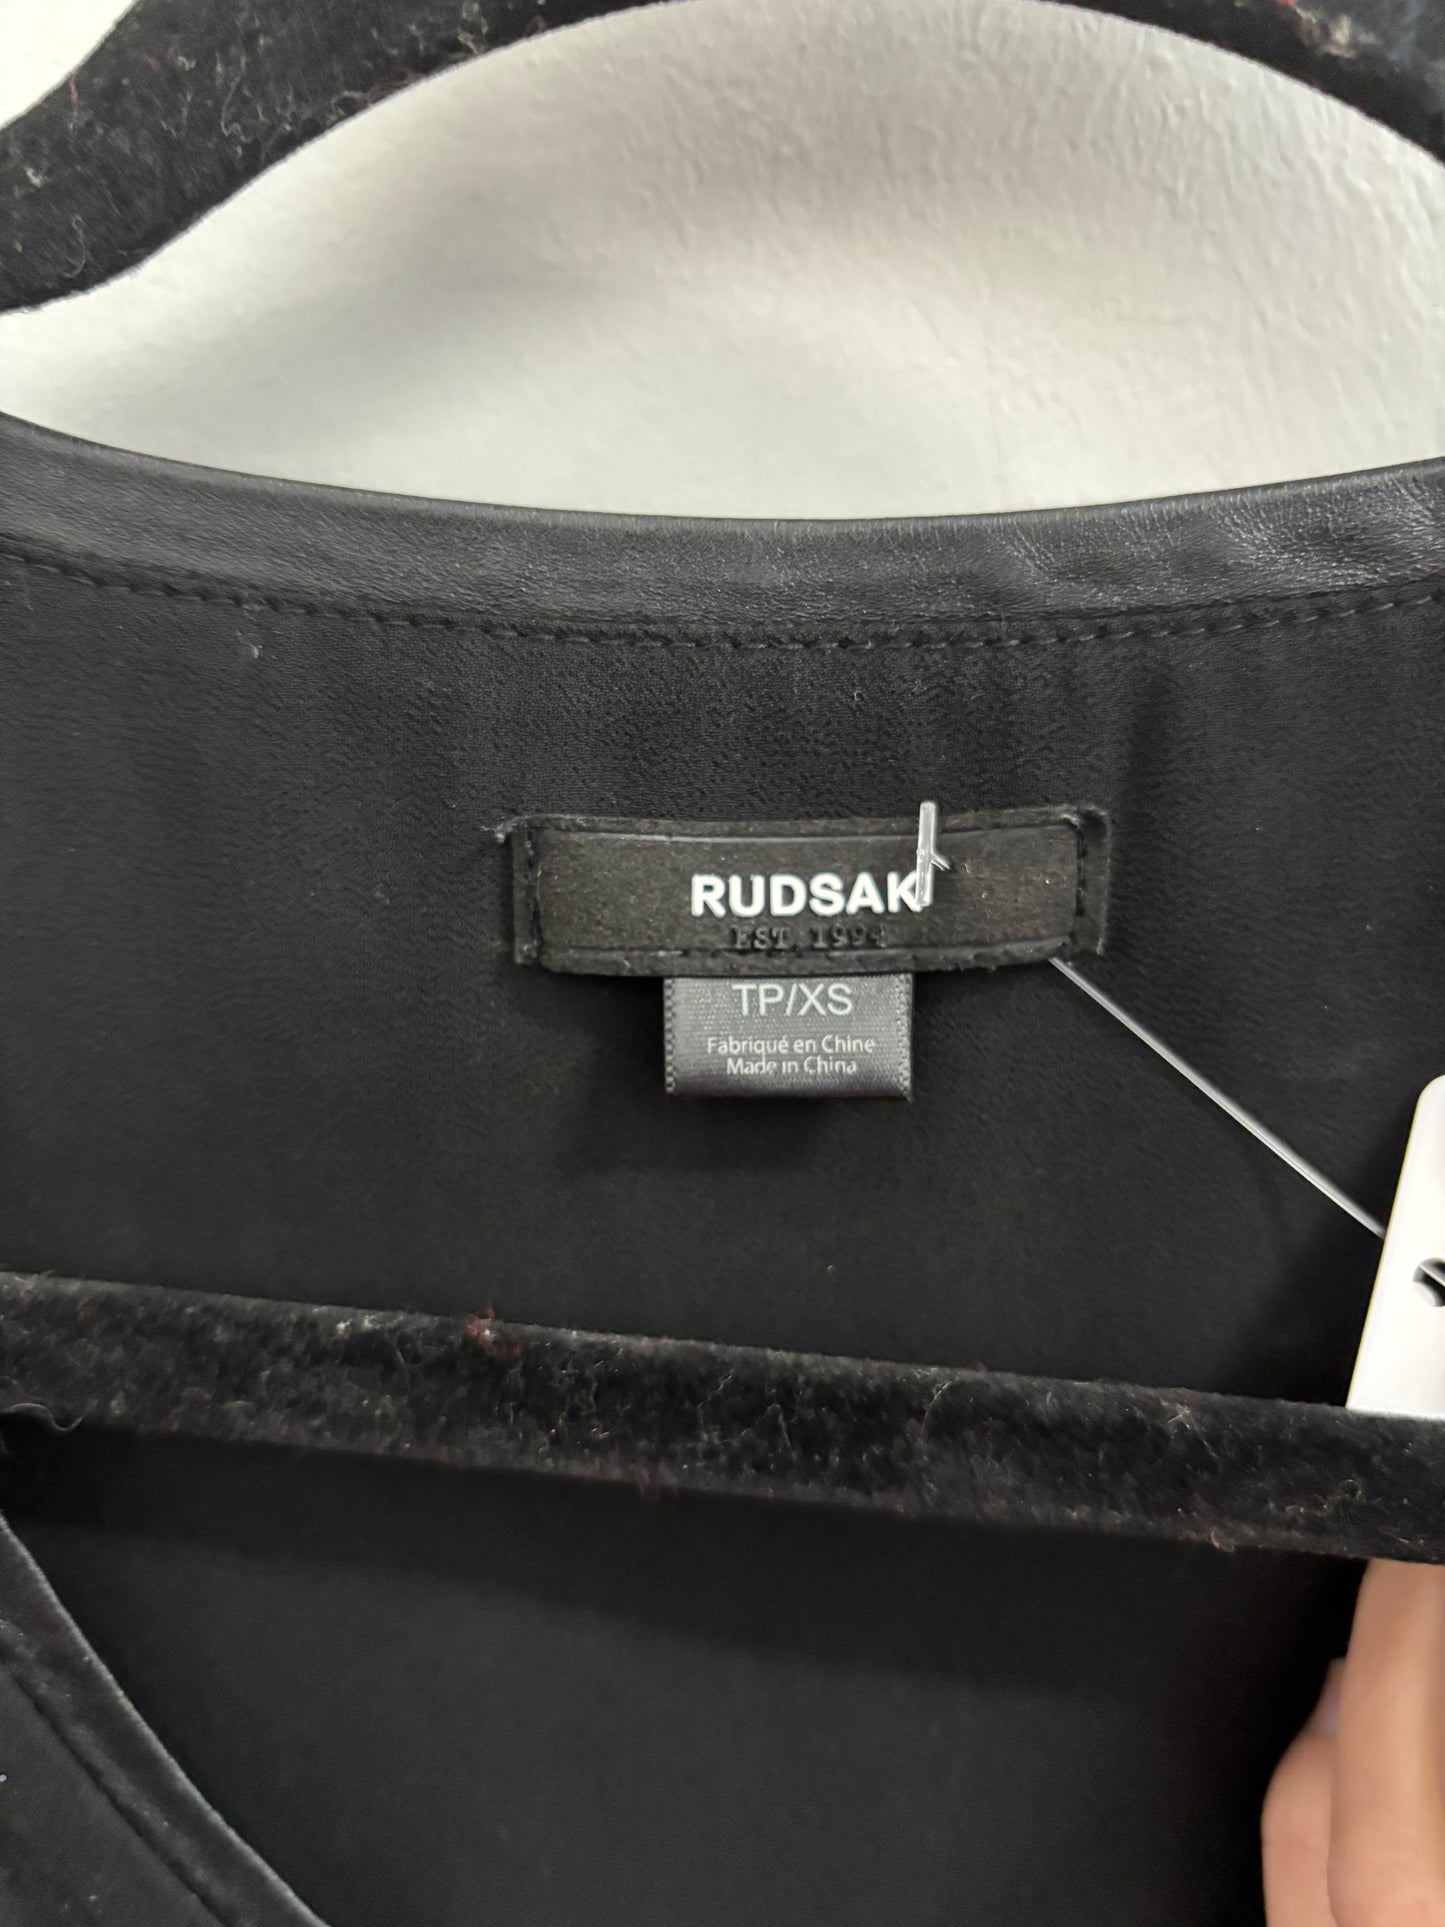 RUDSAK
EST. 1994
TP/XS
Fabriqué en Chine
Made in China